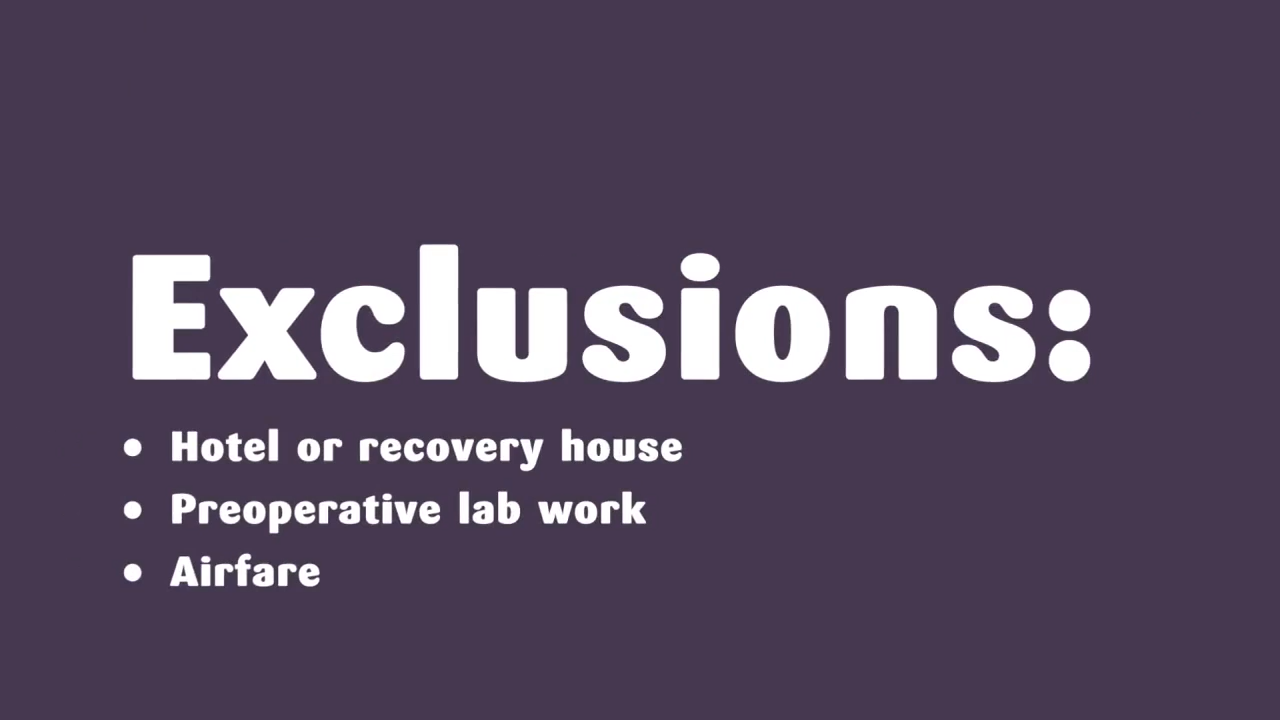 Exclusions:
• Hotel or recovery house
• Preoperative lab work
• Airfare